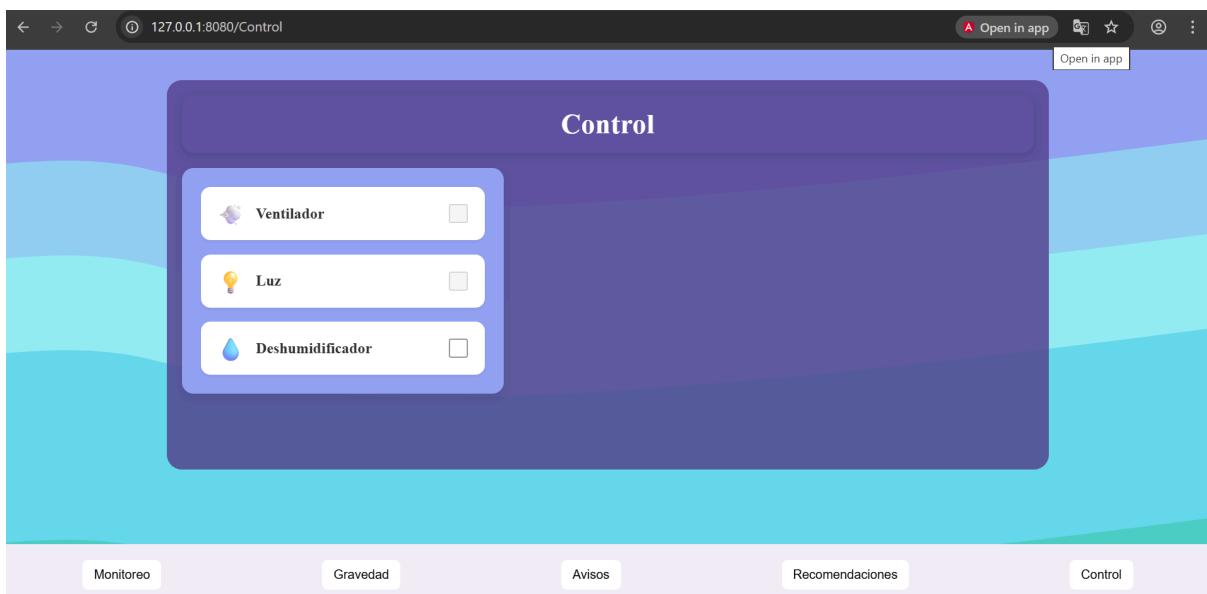 127.0.0.1:8080/Control
A Open in app
Open in app
Control
Ventilador
Luz
Deshumidificador
Monitoreo Gravedad Avisos Recomendaciones Control